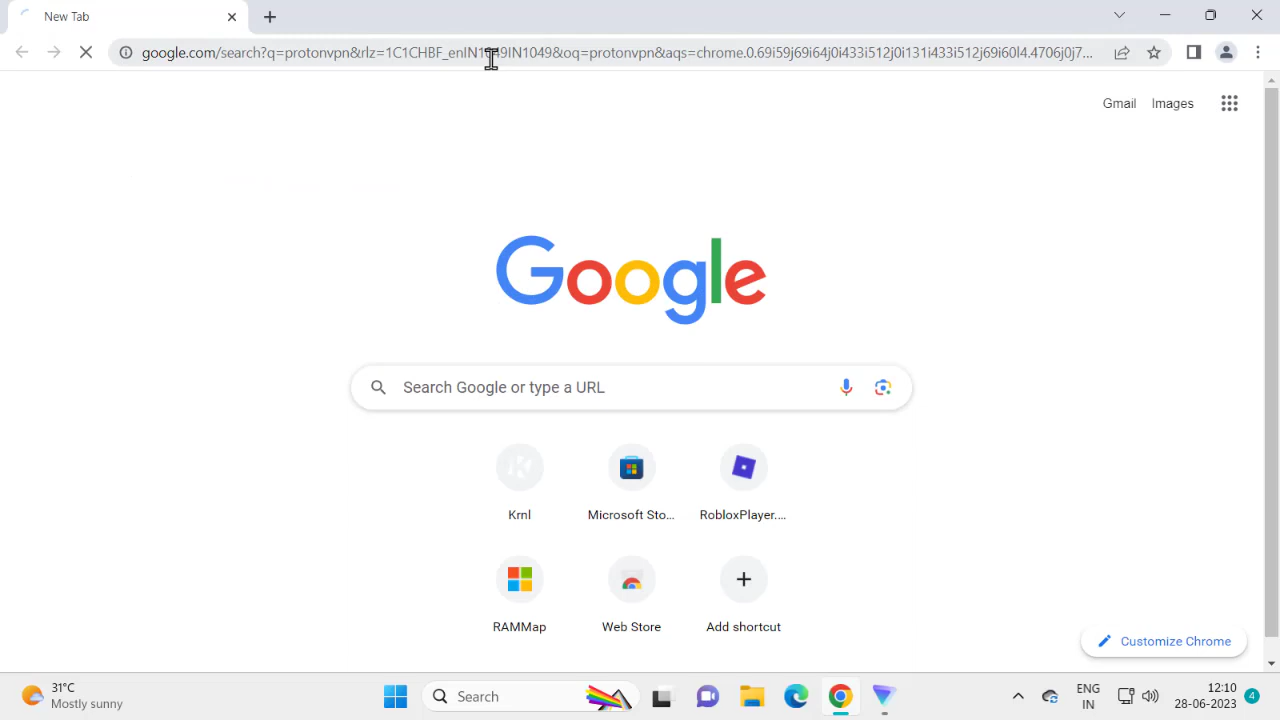 New Tab
google.com/search?q=protonvpn&rlz=1C1CHBF_enIN1049IN1049&oq=protonvpn&aqs=chrome.0.69i59j69i64j0i433i512j0i131i433i512j69i60l4.4706j0j7...
Gmail Images
Google
Search Google or type a URL
Krnl Microsoft Sto... RobloxPlayer....
RAMMap Web Store Add shortcut
Customize Chrome
31°C
Mostly sunny
Search
ENG
IN
12:10
28-06-2023
4